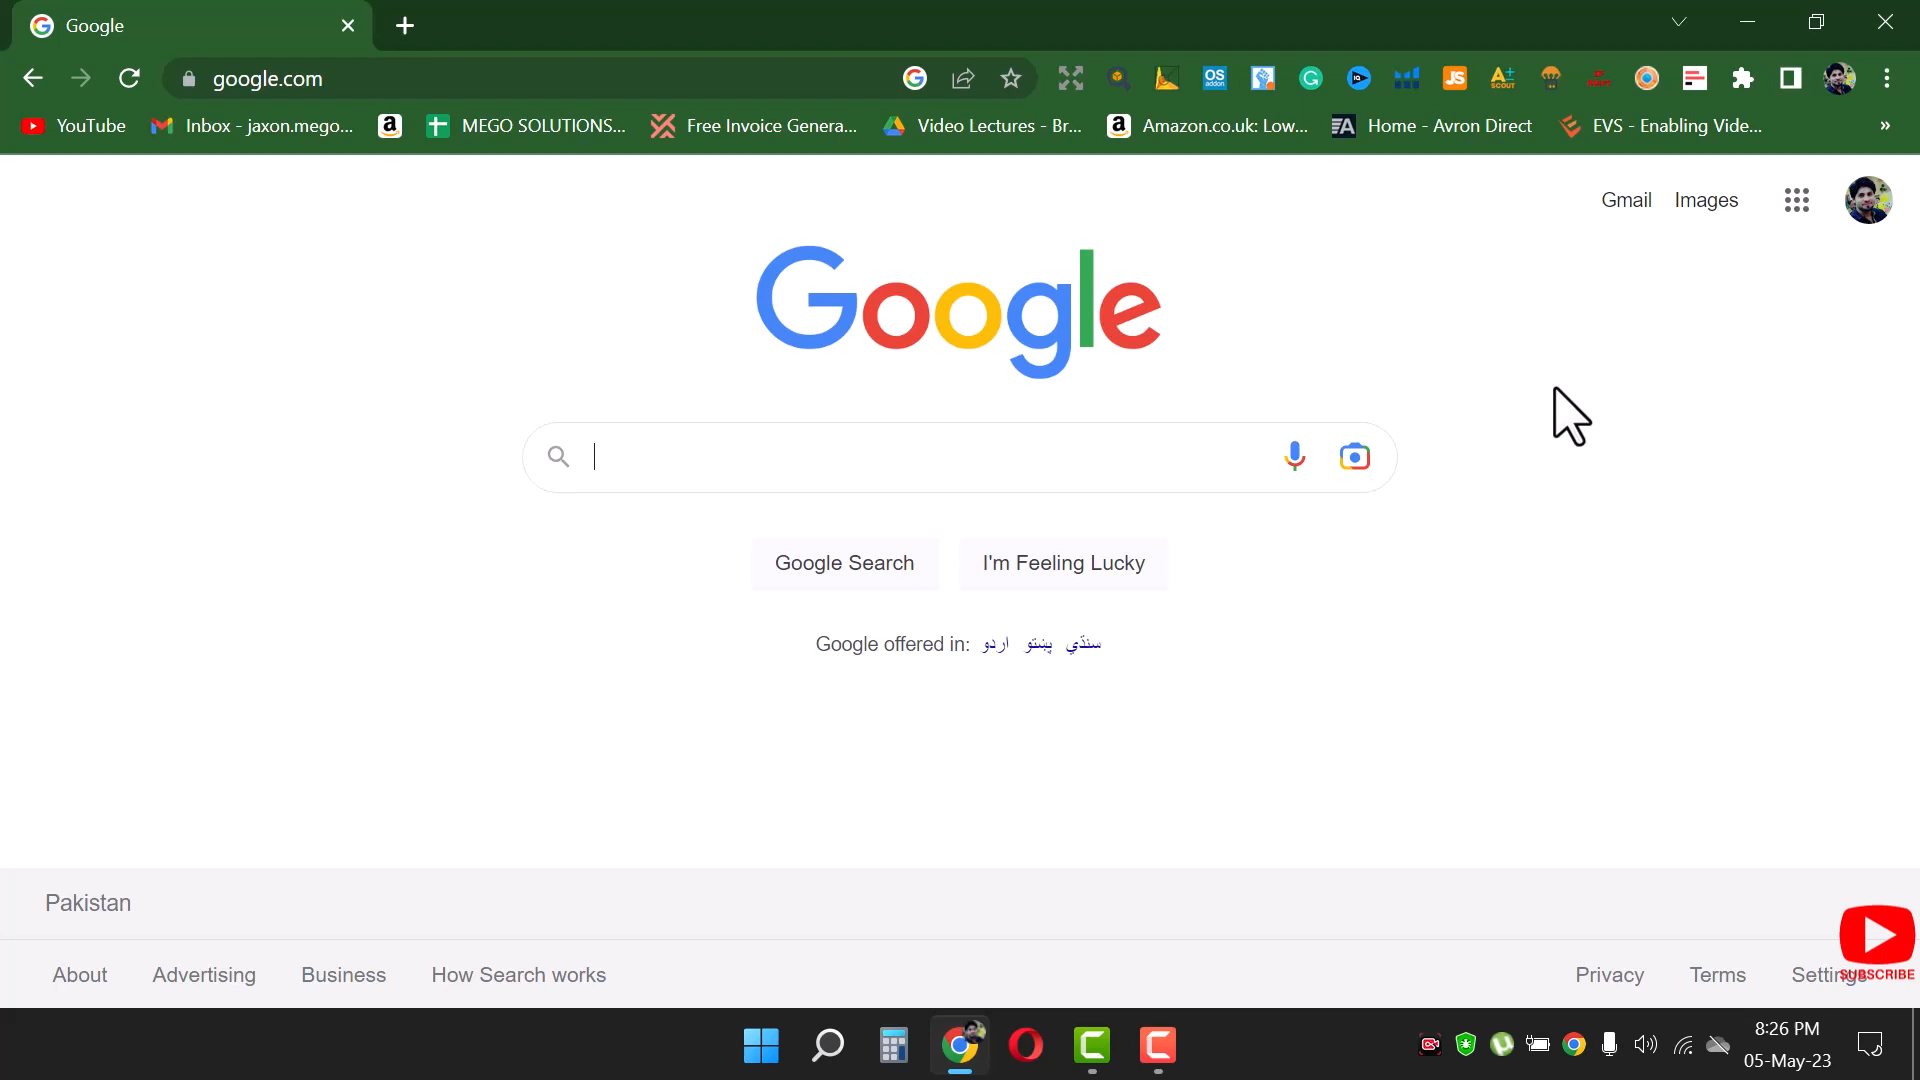 Google
google.com
YouTube
Inbox - jaxon.mego...
MEGO SOLUTIONS...
Free Invoice Genera...
Video Lectures - Br...
Amazon.co.uk: Low...
Home - Avron Direct
EVS - Enabling Vide...
»
Gmail
Images
Google
Google Search
I'm Feeling Lucky
Google offered in: اردو پښتو سنڌي
Pakistan
About
Advertising
Business
How Search works
Privacy
Terms
Settings
SUBSCRIBE
8:26 PM
05-May-23